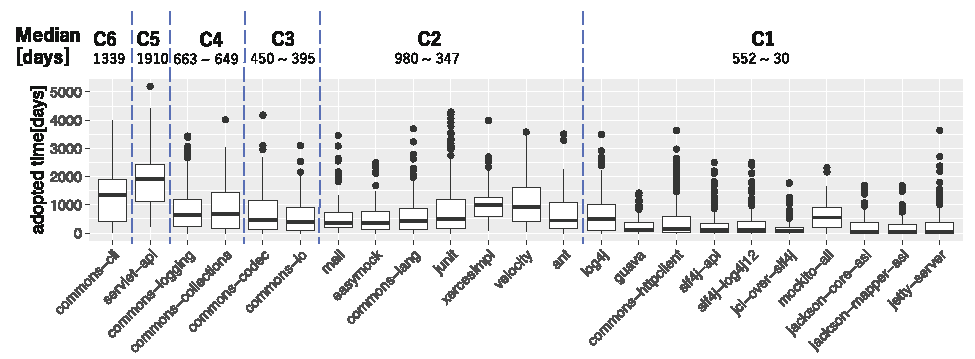 Median C6 C5 C4 C3 C2 C1
[days] 1339 1910 663 ~ 649 450 ~ 395 980 ~ 347 552 ~ 30
adopted time[days]
5000
4000
3000
2000
1000
0
commons-cli
servlet-api
commons-logging
commons-collections
commons-codec
commons-io
mail
easymock
commons-lang
junit
xercesImpl
velocity
ant
log4j
guava
commons-httpclient
slf4j-api
slf4j-log4j12
jcl-over-slf4j
mockito-all
jackson-core-asl
jackson-mapper-asl
jetty-server